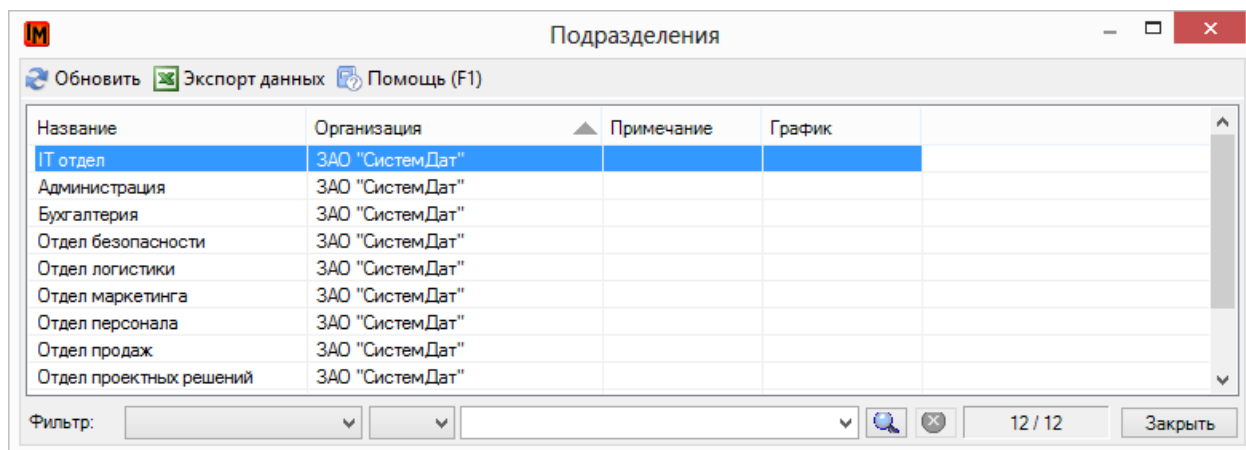 IM
Подразделения
Обновить Экспорт данных Помощь (F1)
Название Организация Примечание График
IT отдел ЗАО "СистемДат"
Администрация ЗАО "СистемДат"
Бухгалтерия ЗАО "СистемДат"
Отдел безопасности ЗАО "СистемДат"
Отдел логистики ЗАО "СистемДат"
Отдел маркетинга ЗАО "СистемДат"
Отдел персонала ЗАО "СистемДат"
Отдел продаж ЗАО "СистемДат"
Отдел проектных решений ЗАО "СистемДат"
Фильтр: 12 / 12 Закрыть